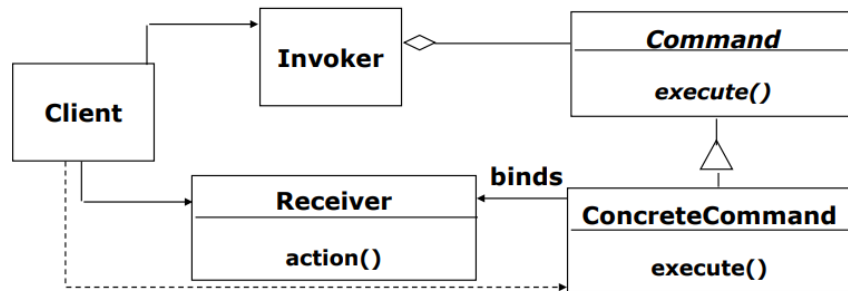 Command
Invoker
execute()
Client
binds
Receiver
ConcreteCommand
action()
execute()